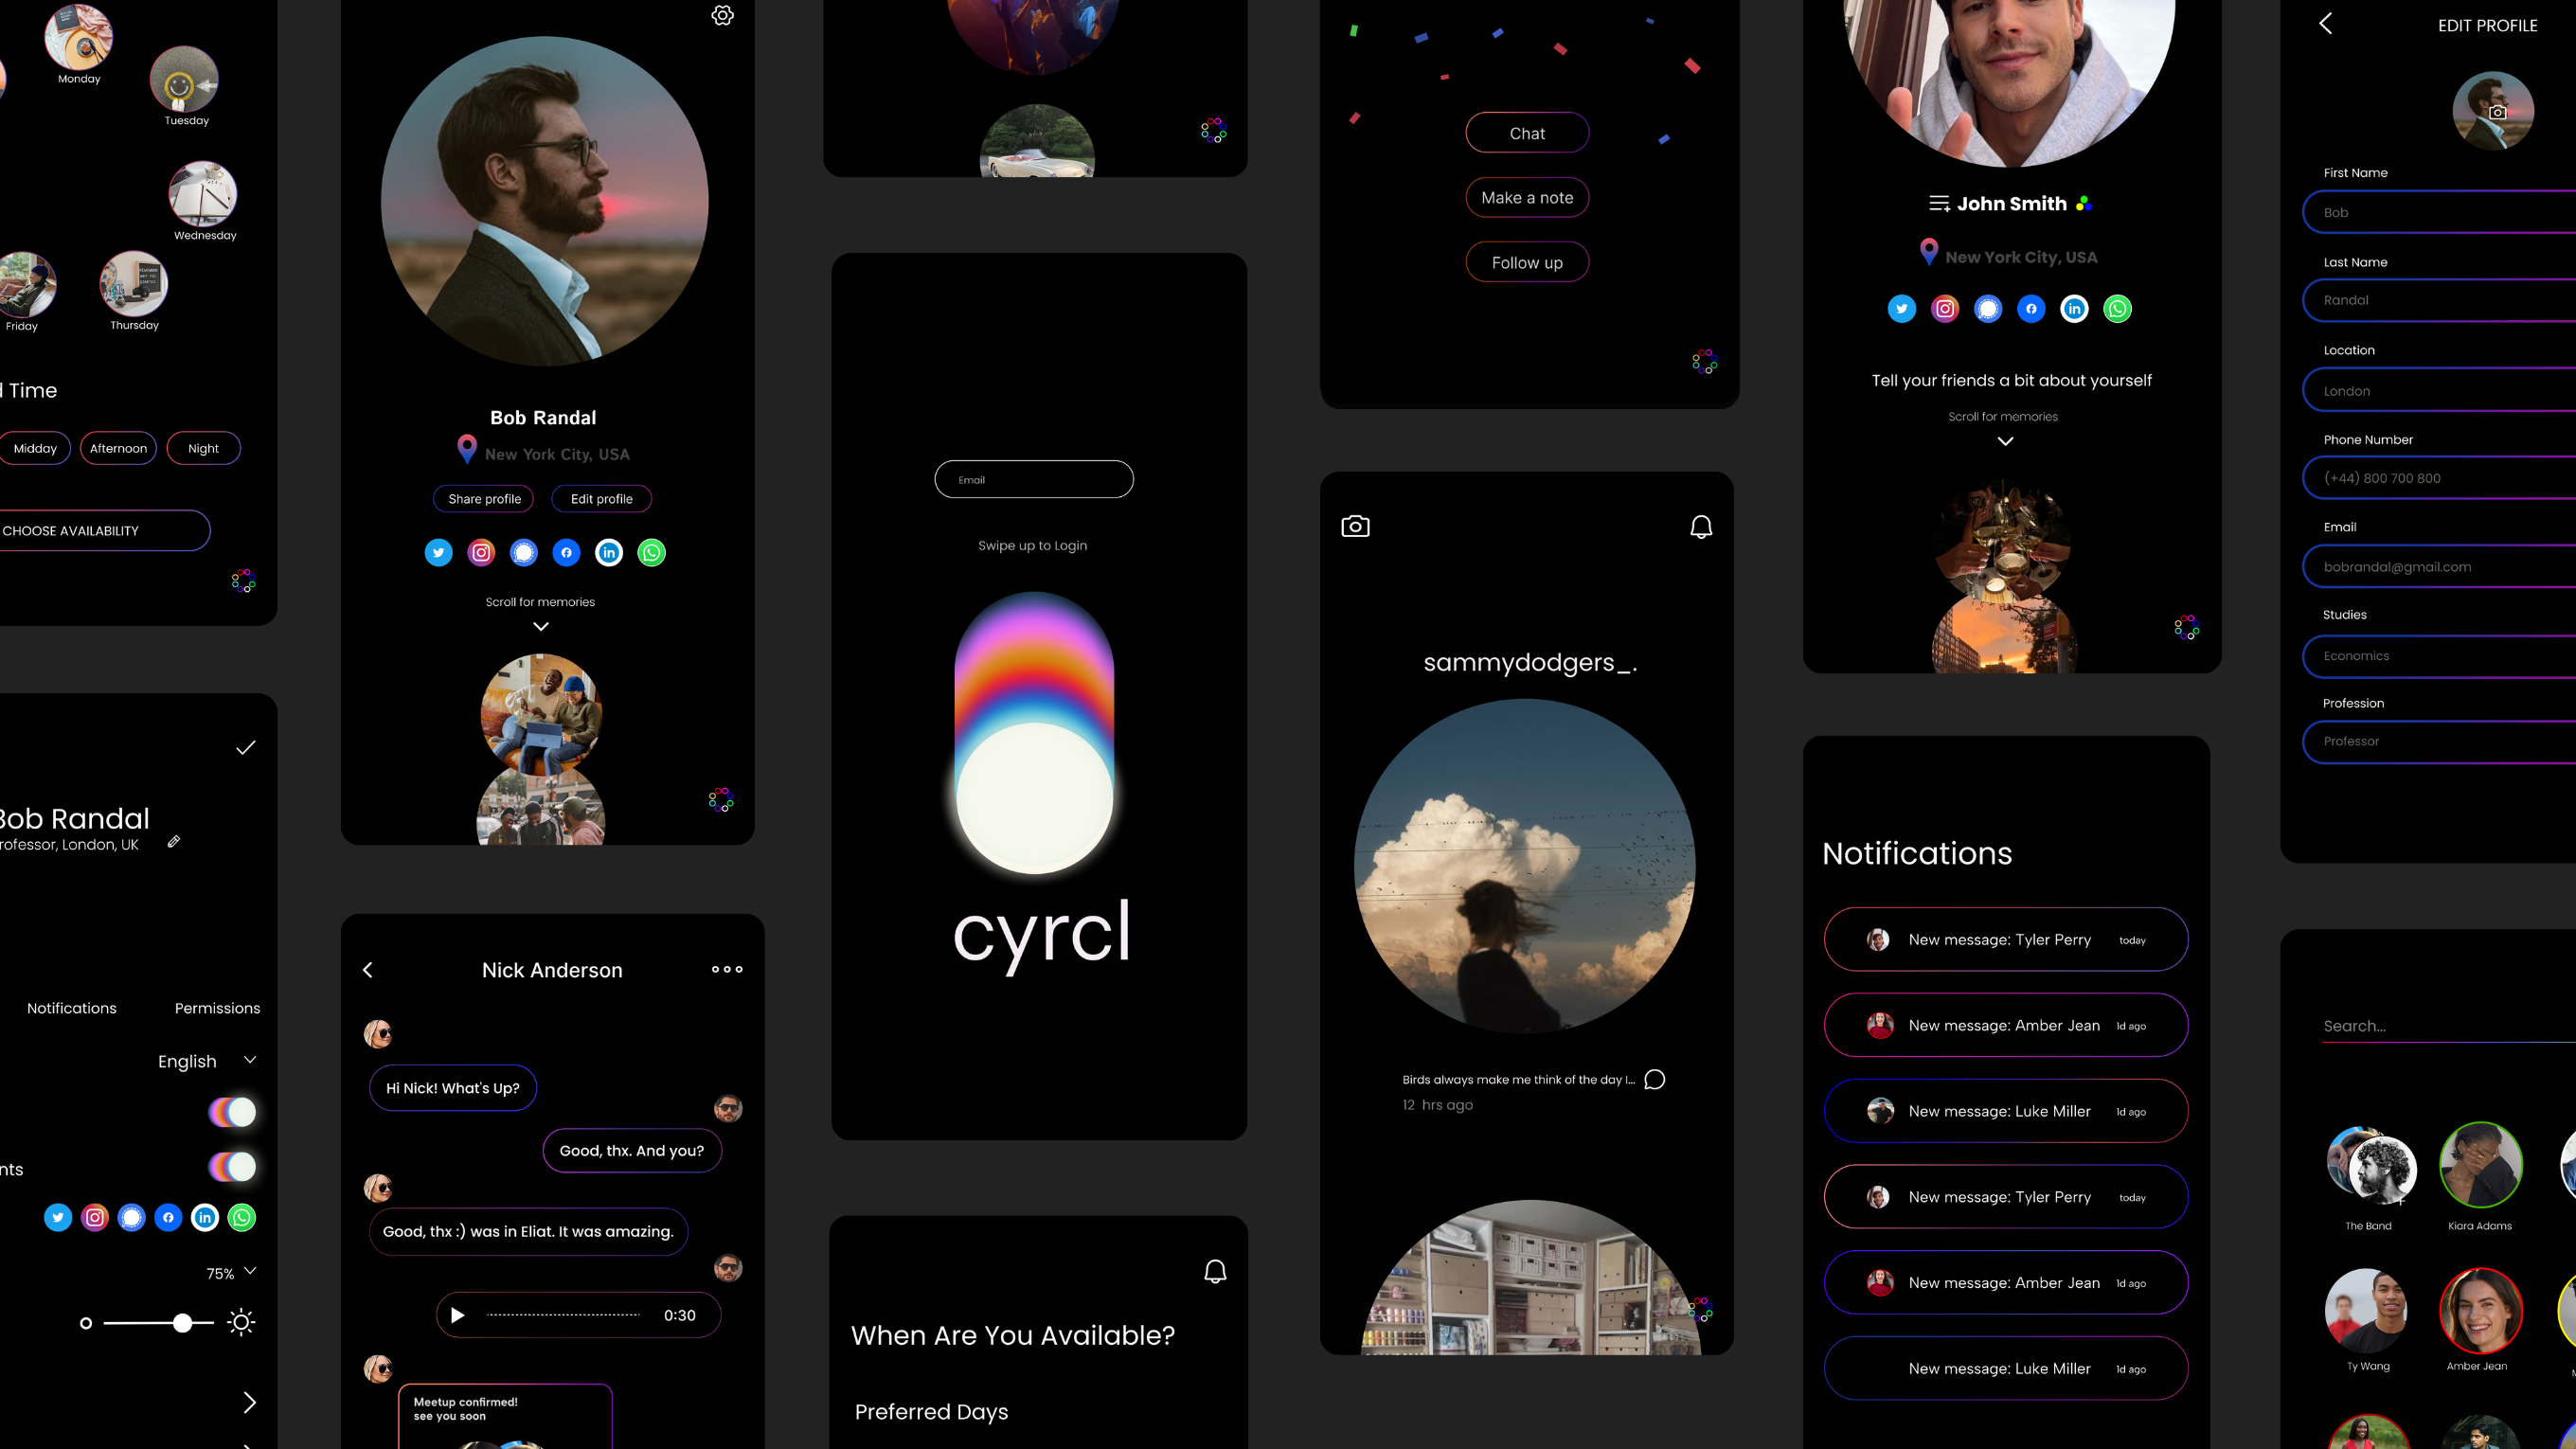 Monday
Tuesday
Wednesday
Friday
Thursday
Time
Midday
Afternoon
Night
CHOOSE AVAILABILITY
Bob Randal
rofessor, London, UK
Notifications
Permissions
English
nts
75%
Bob Randal
New York City, USA
Share profile
Edit profile
Scroll for memories
Nick Anderson
Hi Nick! What's Up?
Good, thx. And you?
Good, thx :) was in Eliat. It was amazing.
0:30
Meetup confirmed!
see you soon
Email
Swipe up to Login
cyrcl
When Are You Available?
Preferred Days
Chat
Make a note
Follow up
sammydodgers_.
Birds always make me think of the day I...
12 hrs ago
John Smith
New York City, USA
Tell your friends a bit about yourself
Scroll for memories
Notifications
New message: Tyler Perry today
New message: Amber Jean 1d ago
New message: Luke Miller 1d ago
New message: Tyler Perry today
New message: Amber Jean 1d ago
New message: Luke Miller 1d ago
EDIT PROFILE
First Name
Bob
Last Name
Randal
Location
London
Phone Number
(+44) 800 700 800
Email
bobrandal@gmail.com
Studies
Economics
Profession
Professor
Search...
The Band
Kiara Adams
Ty Wang
Amber Jean